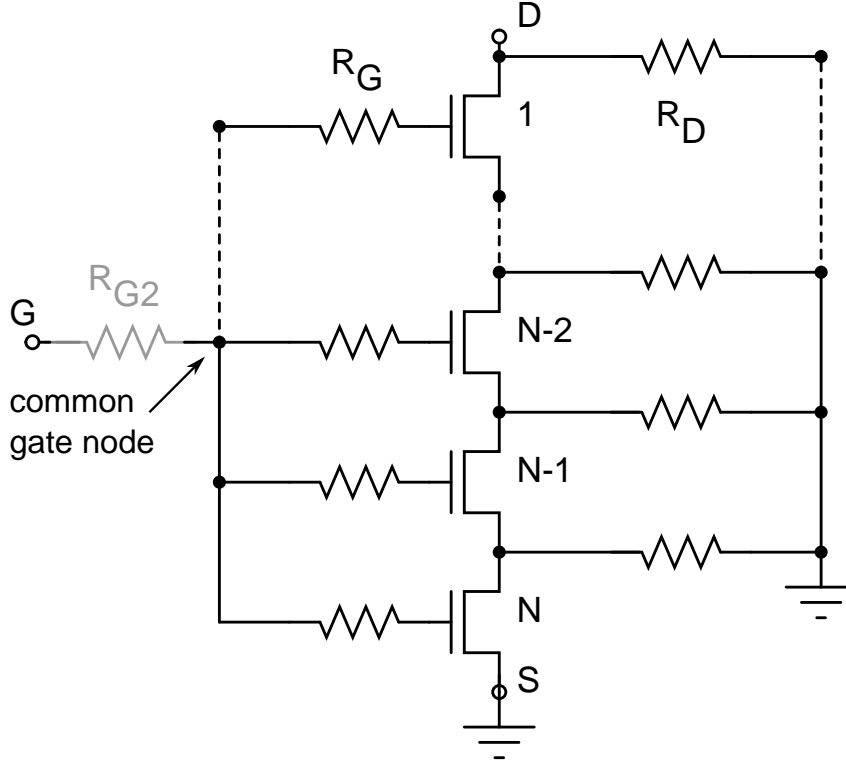 D
R_G
1
R_D
R_G2
G
N-2
common
gate node
N-1
N
S